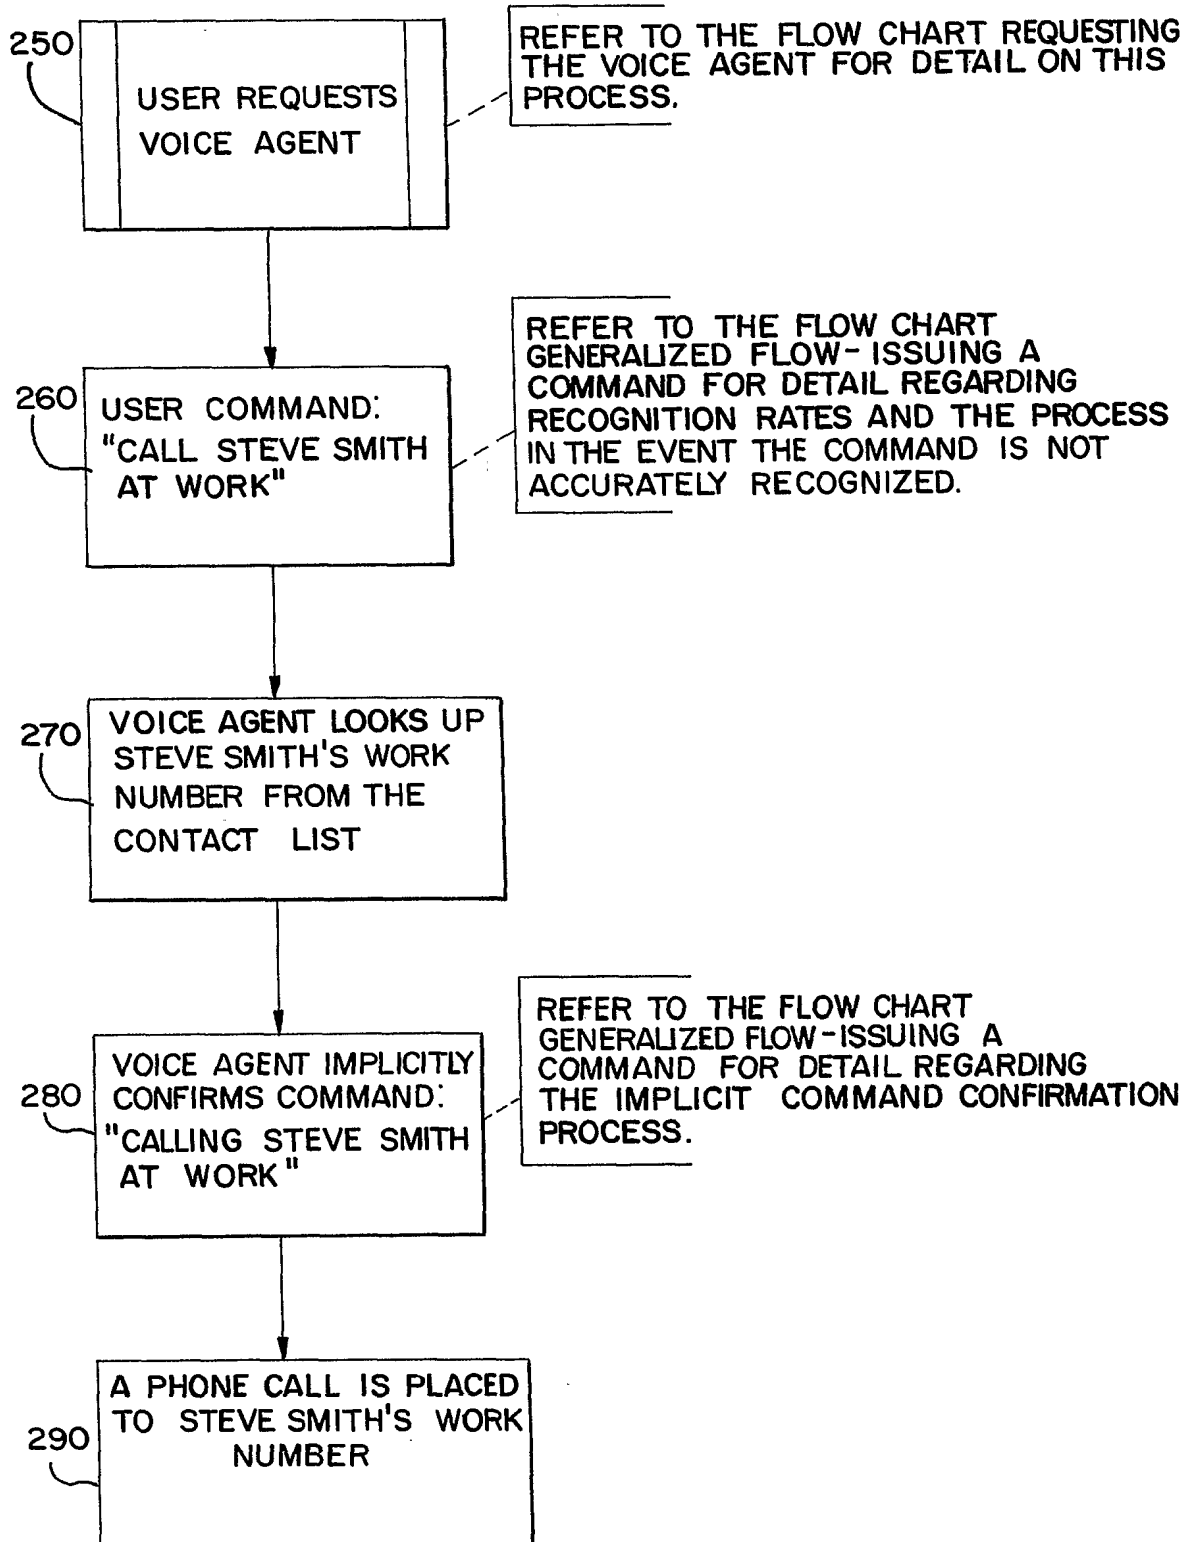 250
USER REQUESTS
VOICE AGENT
REFER TO THE FLOW CHART REQUESTING
THE VOICE AGENT FOR DETAIL ON THIS
PROCESS.
260
USER COMMAND:
"CALL STEVE SMITH
AT WORK"
REFER TO THE FLOW CHART
GENERALIZED FLOW-ISSUING A
COMMAND FOR DETAIL REGARDING
RECOGNITION RATES AND THE PROCESS
IN THE EVENT THE COMMAND IS NOT
ACCURATELY RECOGNIZED.
270
VOICE AGENT LOOKS UP
STEVE SMITH'S WORK
NUMBER FROM THE
CONTACT LIST
280
VOICE AGENT IMPLICITLY
CONFIRMS COMMAND:
"CALLING STEVE SMITH
AT WORK"
REFER TO THE FLOW CHART
GENERALIZED FLOW-ISSUING A
COMMAND FOR DETAIL REGARDING
THE IMPLICIT COMMAND CONFIRMATION
PROCESS.
290
A PHONE CALL IS PLACED
TO STEVE SMITH'S WORK
NUMBER